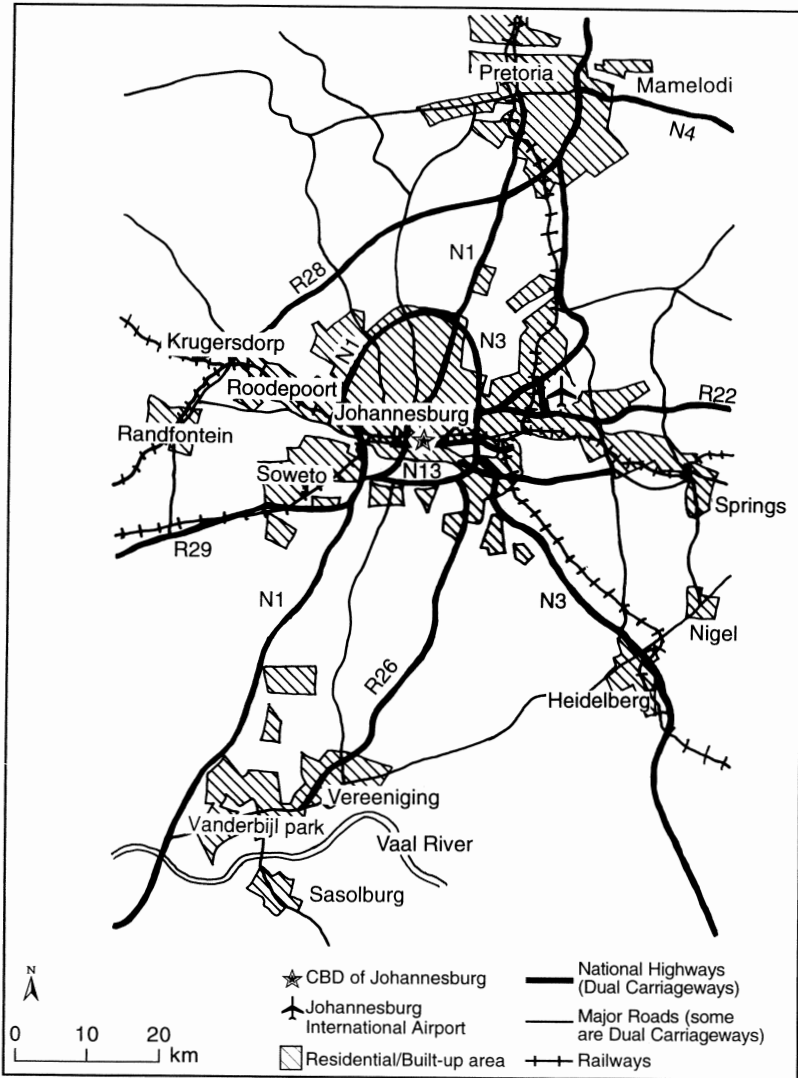 Pretoria
Mamelodi
N4
N1
R28
N3
Krugersdorp
N1
Roodepoort
R22
Johannesburg
Randfontein
Soweto
N13
Springs
R29
N1
N3
Nigel
R26
Heidelberg
Vereeniging
Vanderbijl park
Vaal River
Sasolburg
N
0 10 20
km
CBD of Johannesburg
Johannesburg
International Airport
Residential/Built-up area
National Highways
(Dual Carriageways)
Major Roads (some
are Dual Carriageways)
Railways